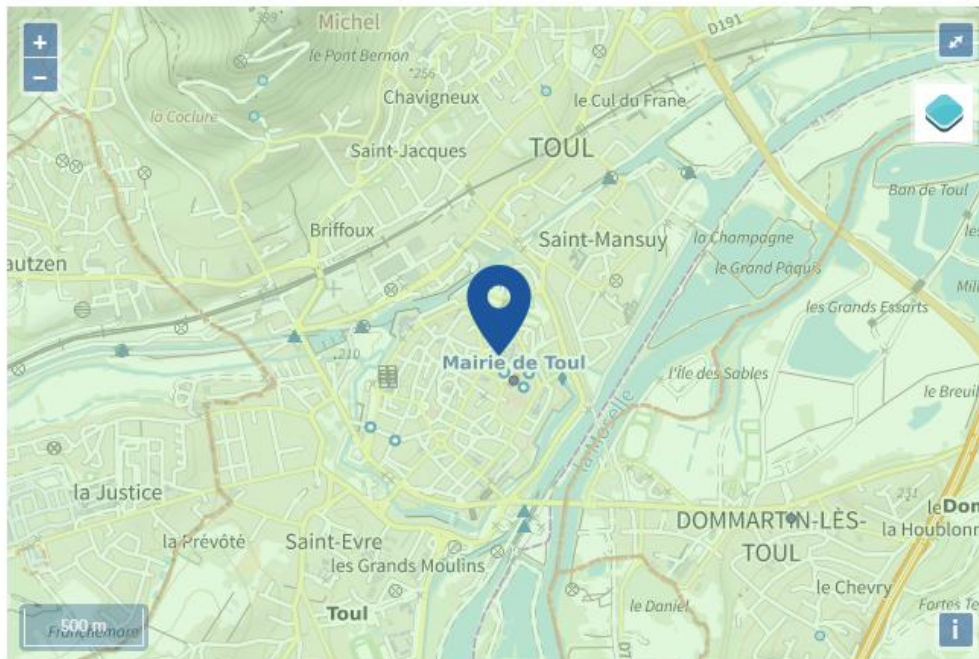 Michel
399
D191
le Pont Bernon
256
Chavigneux
le Cul du Frane
la Coclure
Saint-Jacques
TOUL
Ban de Toul
Briffoux
Saint-Mansuy
la Champagne
le Grand Pâquis
autzen
les Grands Essarts
210
Mairie de Toul
l'île des Sables
le Breuil
la Moselle
la Justice
231
le Dom
DOMMARTIN-LÈS-
TOUL
la Houblonn
la Prévôté
Saint-Evre
les Grands Moulins
le Chevry
Toul
le Daniel
500 m
Franchemare